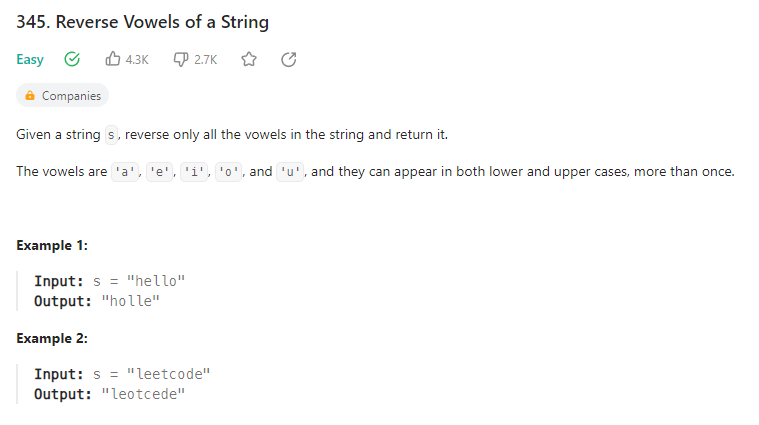 345. Reverse Vowels of a String
Easy 4.3K 2.7K
Companies
Given a string s, reverse only all the vowels in the string and return it.
The vowels are 'a', 'e', 'i', 'o', and 'u', and they can appear in both lower and upper cases, more than once.
Example 1:
Input: s = "hello"
Output: "holle"
Example 2:
Input: s = "leetcode"
Output: "leotcede"